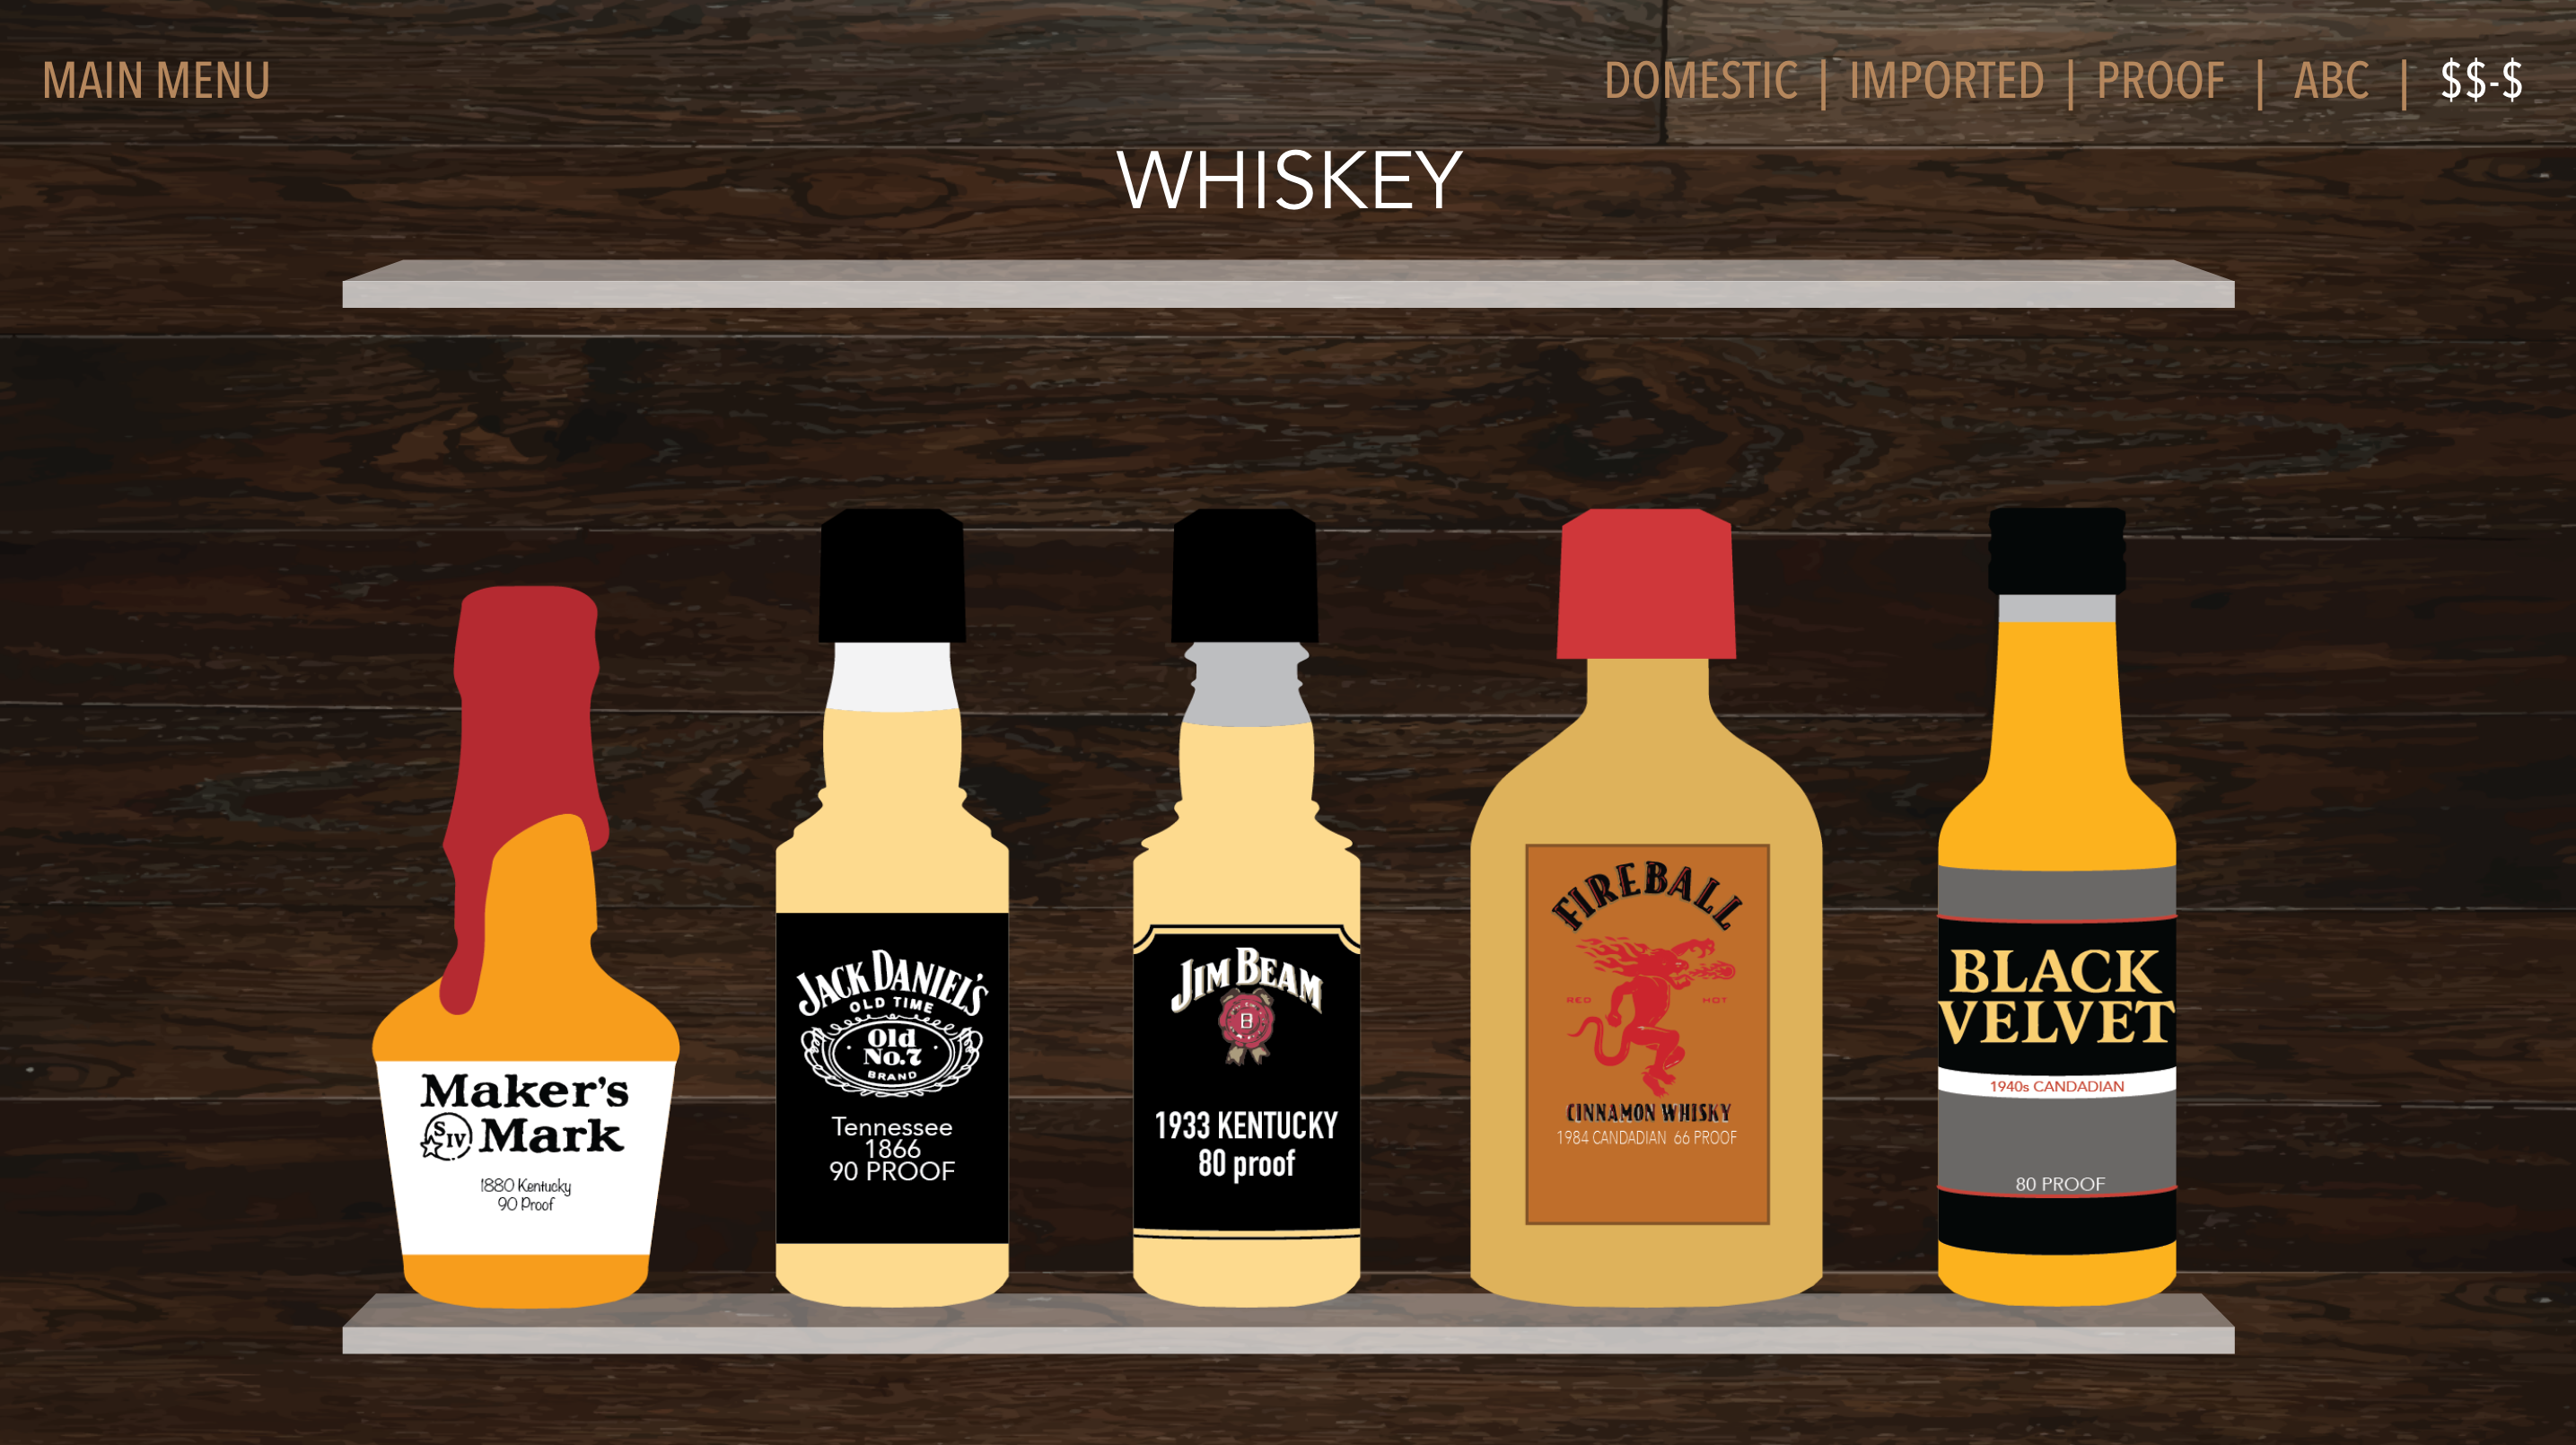 MAIN MENU
DOMESTIC | IMPORTED | PROOF | ABC | $$-$
WHISKEY
Maker's
SIV Mark
1880 Kentucky
90 Proof
JACK DANIEL'S
OLD TIME
Old
No.7
BRAND
Tennessee
1866
90 PROOF
JIM BEAM
B
1933 KENTUCKY
80 proof
FIREBALL
RED HOT
CINNAMON WHISKY
1984 CANDADIAN 66 PROOF
BLACK
VELVET
1940s CANDADIAN
80 PROOF